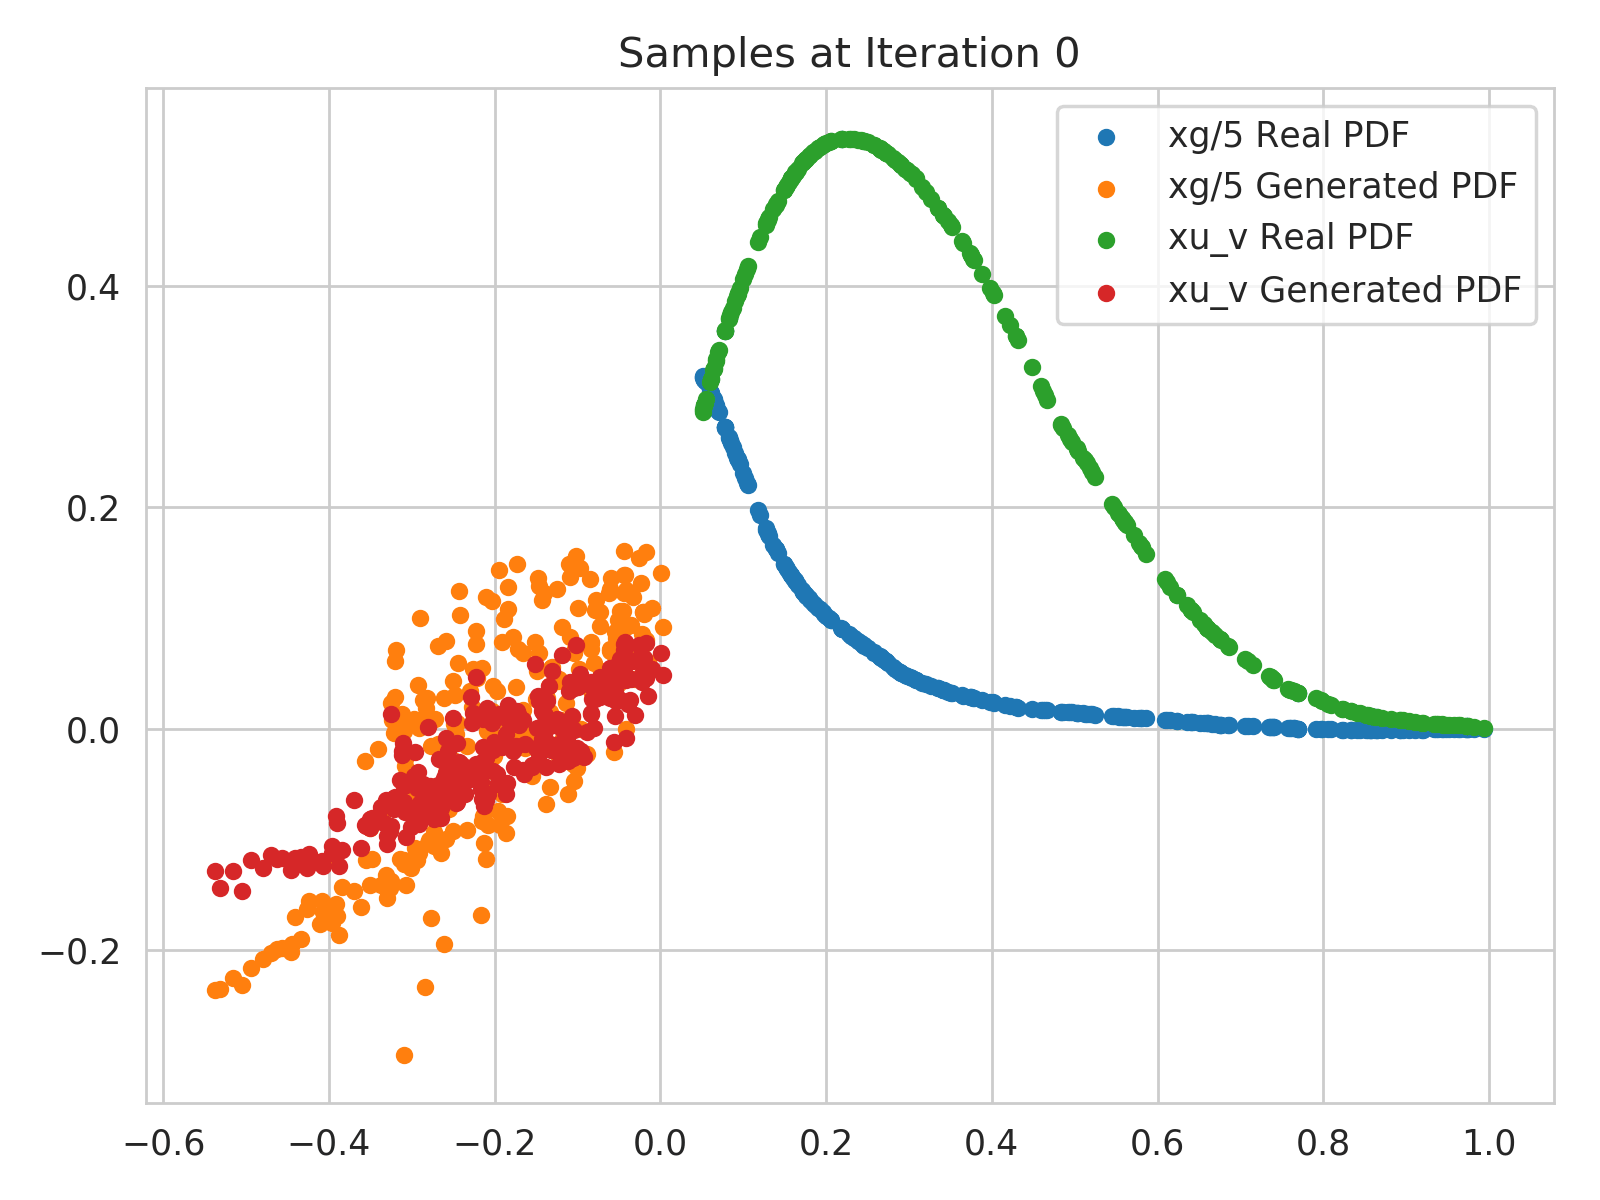 Samples at Iteration 0
xg/5 Real PDF
xg/5 Generated PDF
xu_v Real PDF
xu_v Generated PDF
0.4
0.2
0.0
−0.2
−0.6
−0.4
−0.2
0.0
0.2
0.4
0.6
0.8
1.0